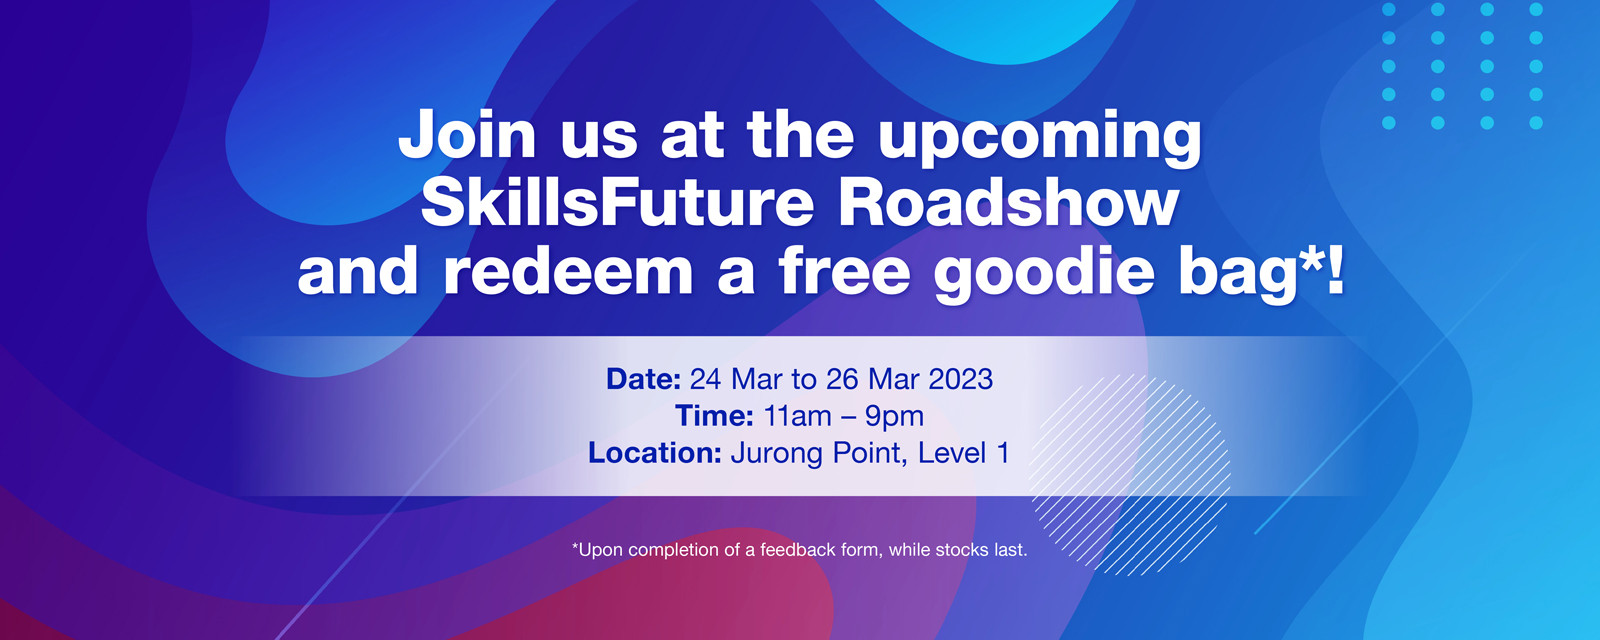 Join us at the upcoming
SkillsFuture Roadshow
and redeem a free goodie bag*!
Date: 24 Mar to 26 Mar 2023
Time: 11am – 9pm
Location: Jurong Point, Level 1
*Upon completion of a feedback form, while stocks last.